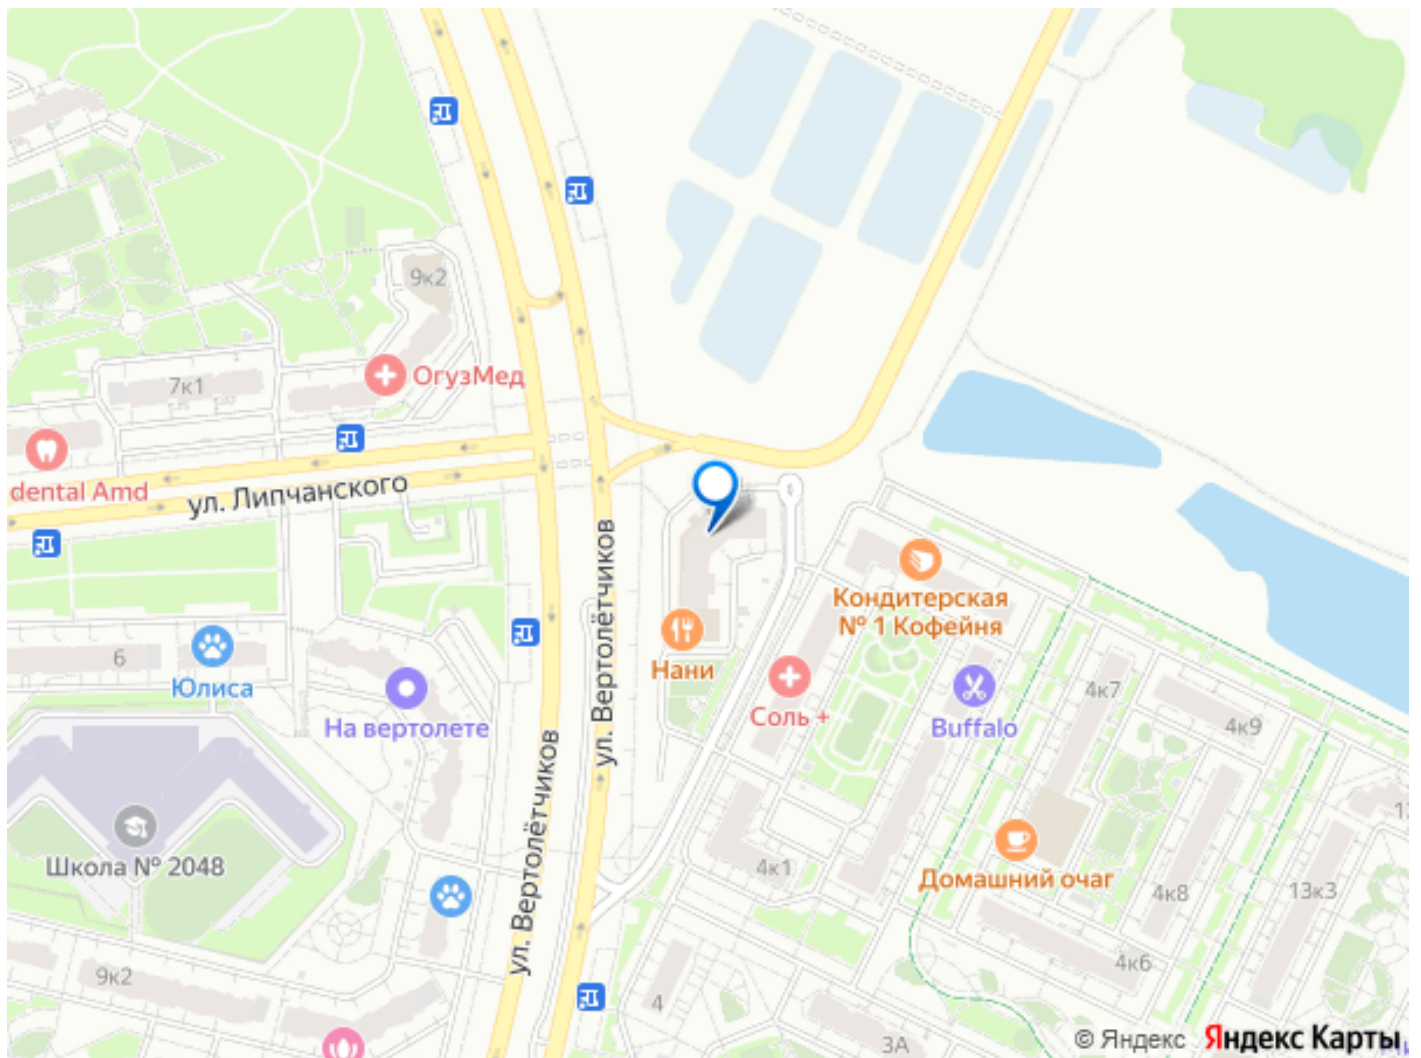 9к2
7к1
ОгузМед
dental Amd
ул. Липчанского
ул. Вертолётчиков
Кондитерская
№ 1 Кофейня
Нани
6
Юлиса
На вертолете
Соль +
Buffalo
4к7
4к9
ул. Вертолётчиков
Школа № 2048
4к1
Домашний очаг
4к8
13к3
9к2
4к6
4
3А
© Яндекс Яндекс Карты